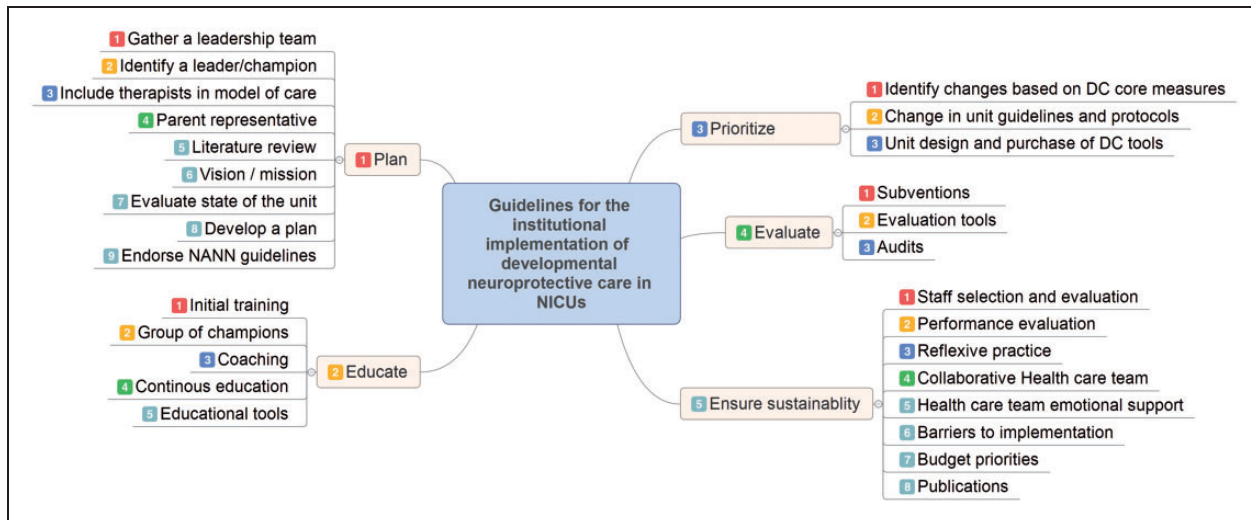 Guidelines for the
institutional
implementation of
developmental
neuroprotective care in
NICUs
1 Plan
1 Gather a leadership team
2 Identify a leader/champion
3 Include therapists in model of care
4 Parent representative
5 Literature review
6 Vision / mission
7 Evaluate state of the unit
8 Develop a plan
9 Endorse NANN guidelines
2 Educate
1 Initial training
2 Group of champions
3 Coaching
4 Continous education
5 Educational tools
3 Prioritize
1 Identify changes based on DC core measures
2 Change in unit guidelines and protocols
3 Unit design and purchase of DC tools
4 Evaluate
1 Subventions
2 Evaluation tools
3 Audits
5 Ensure sustainablity
1 Staff selection and evaluation
2 Performance evaluation
3 Reflexive practice
4 Collaborative Health care team
5 Health care team emotional support
6 Barriers to implementation
7 Budget priorities
8 Publications